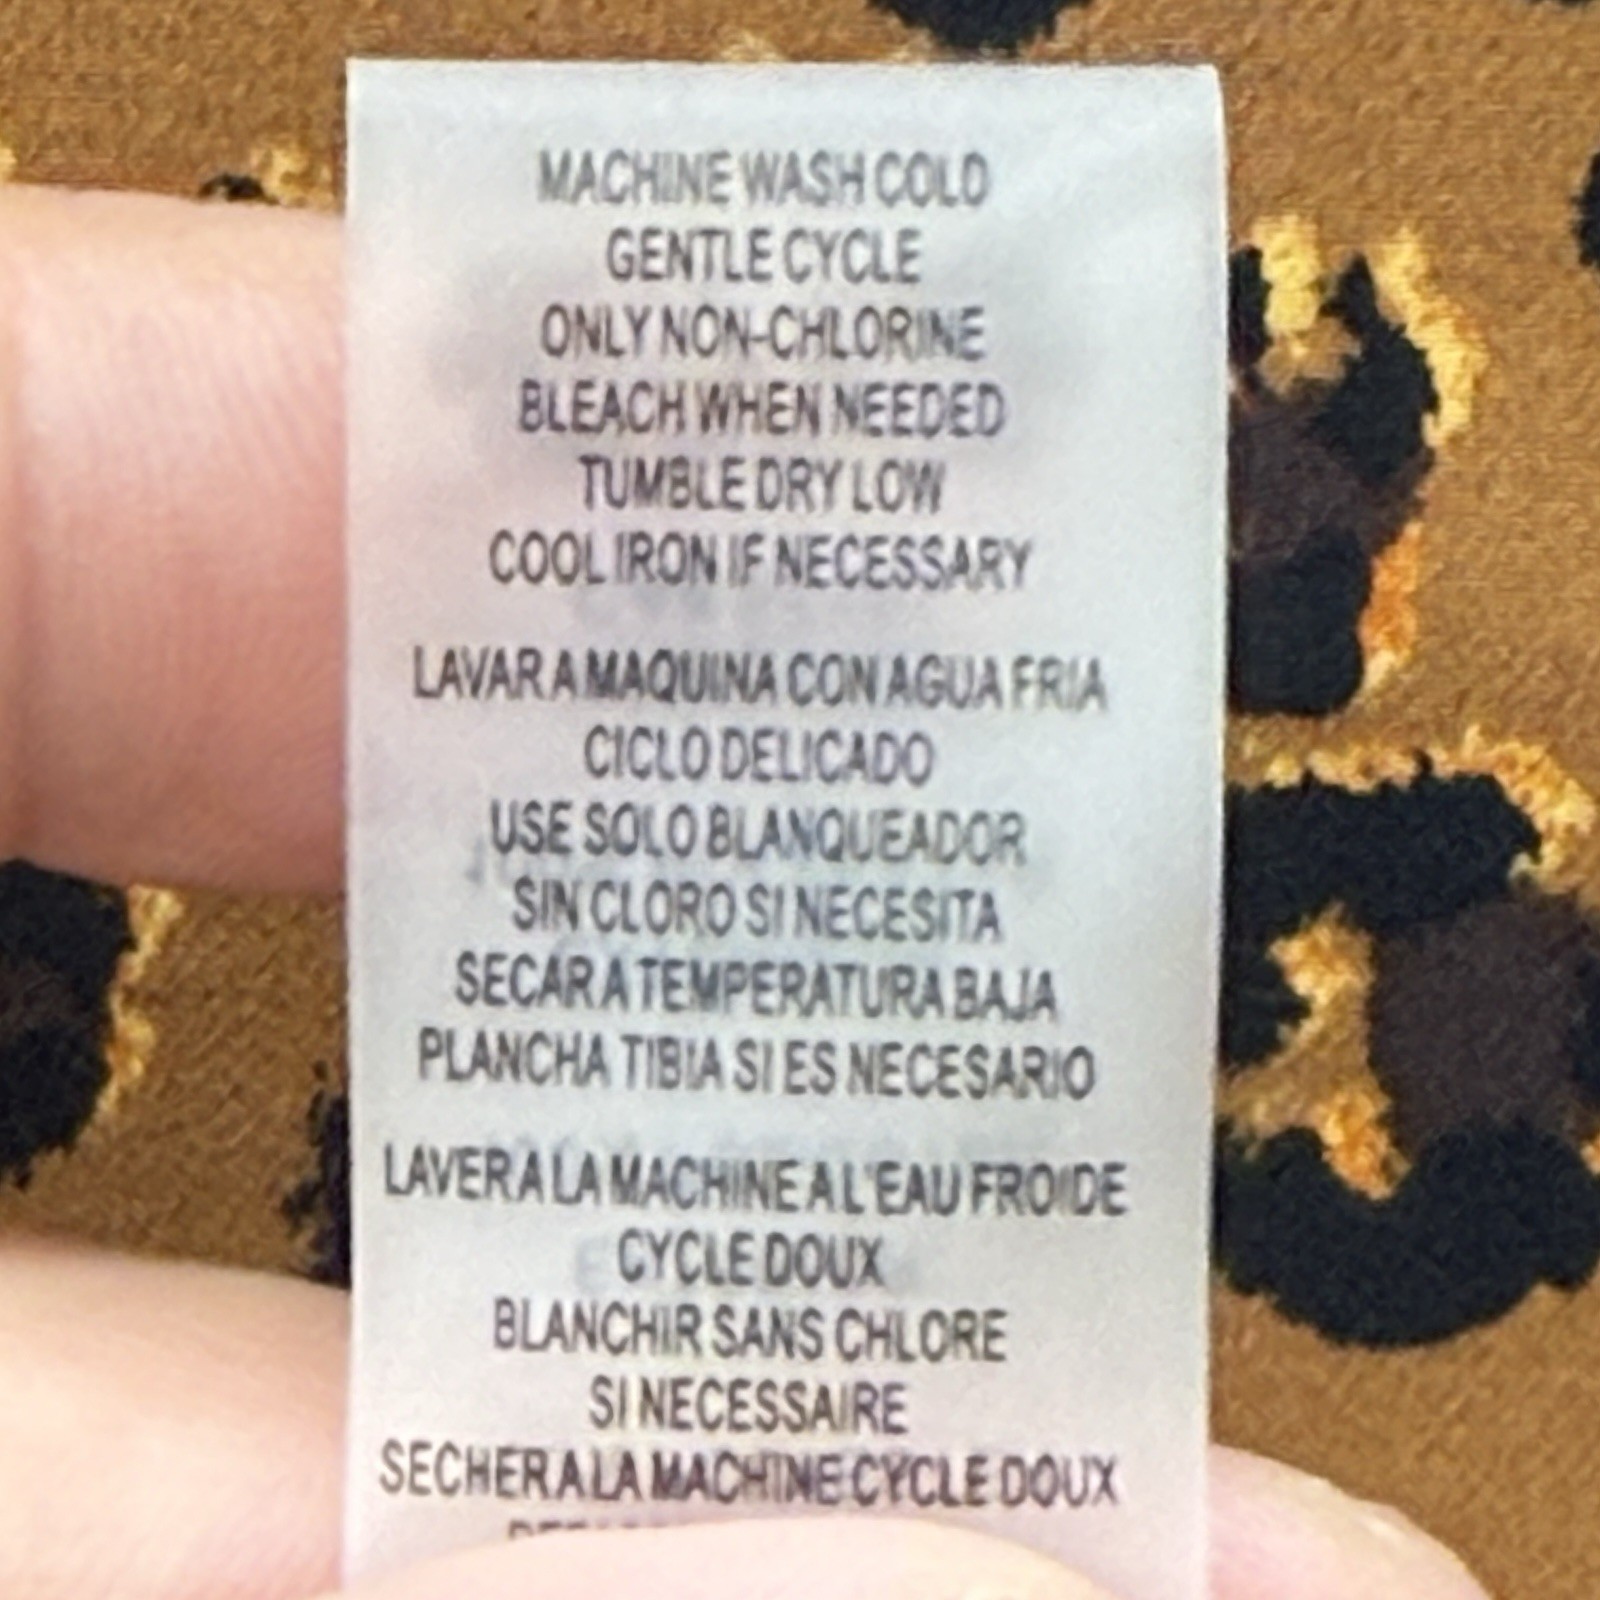 MACHINE WASH COLD
GENTLE CYCLE
ONLY NON-CHLORINE
BLEACH WHEN NEEDED
TUMBLE DRY LOW
COOL IRON IF NECESSARY
LAVAR A MAQUINA CON AGUA FRIA
CICLO DELICADO
USE SOLO BLANQUEADOR
SIN CLORO SI NECESITA
SECAR A TEMPERATURA BAJA
PLANCHA TIBIA SI ES NECESARIO
LAVER A LA MACHINE A L'EAU FROIDE
CYCLE DOUX
BLANCHIR SANS CHLORE
SI NECESSAIRE
SECHER A LA MACHINE CYCLE DOUX